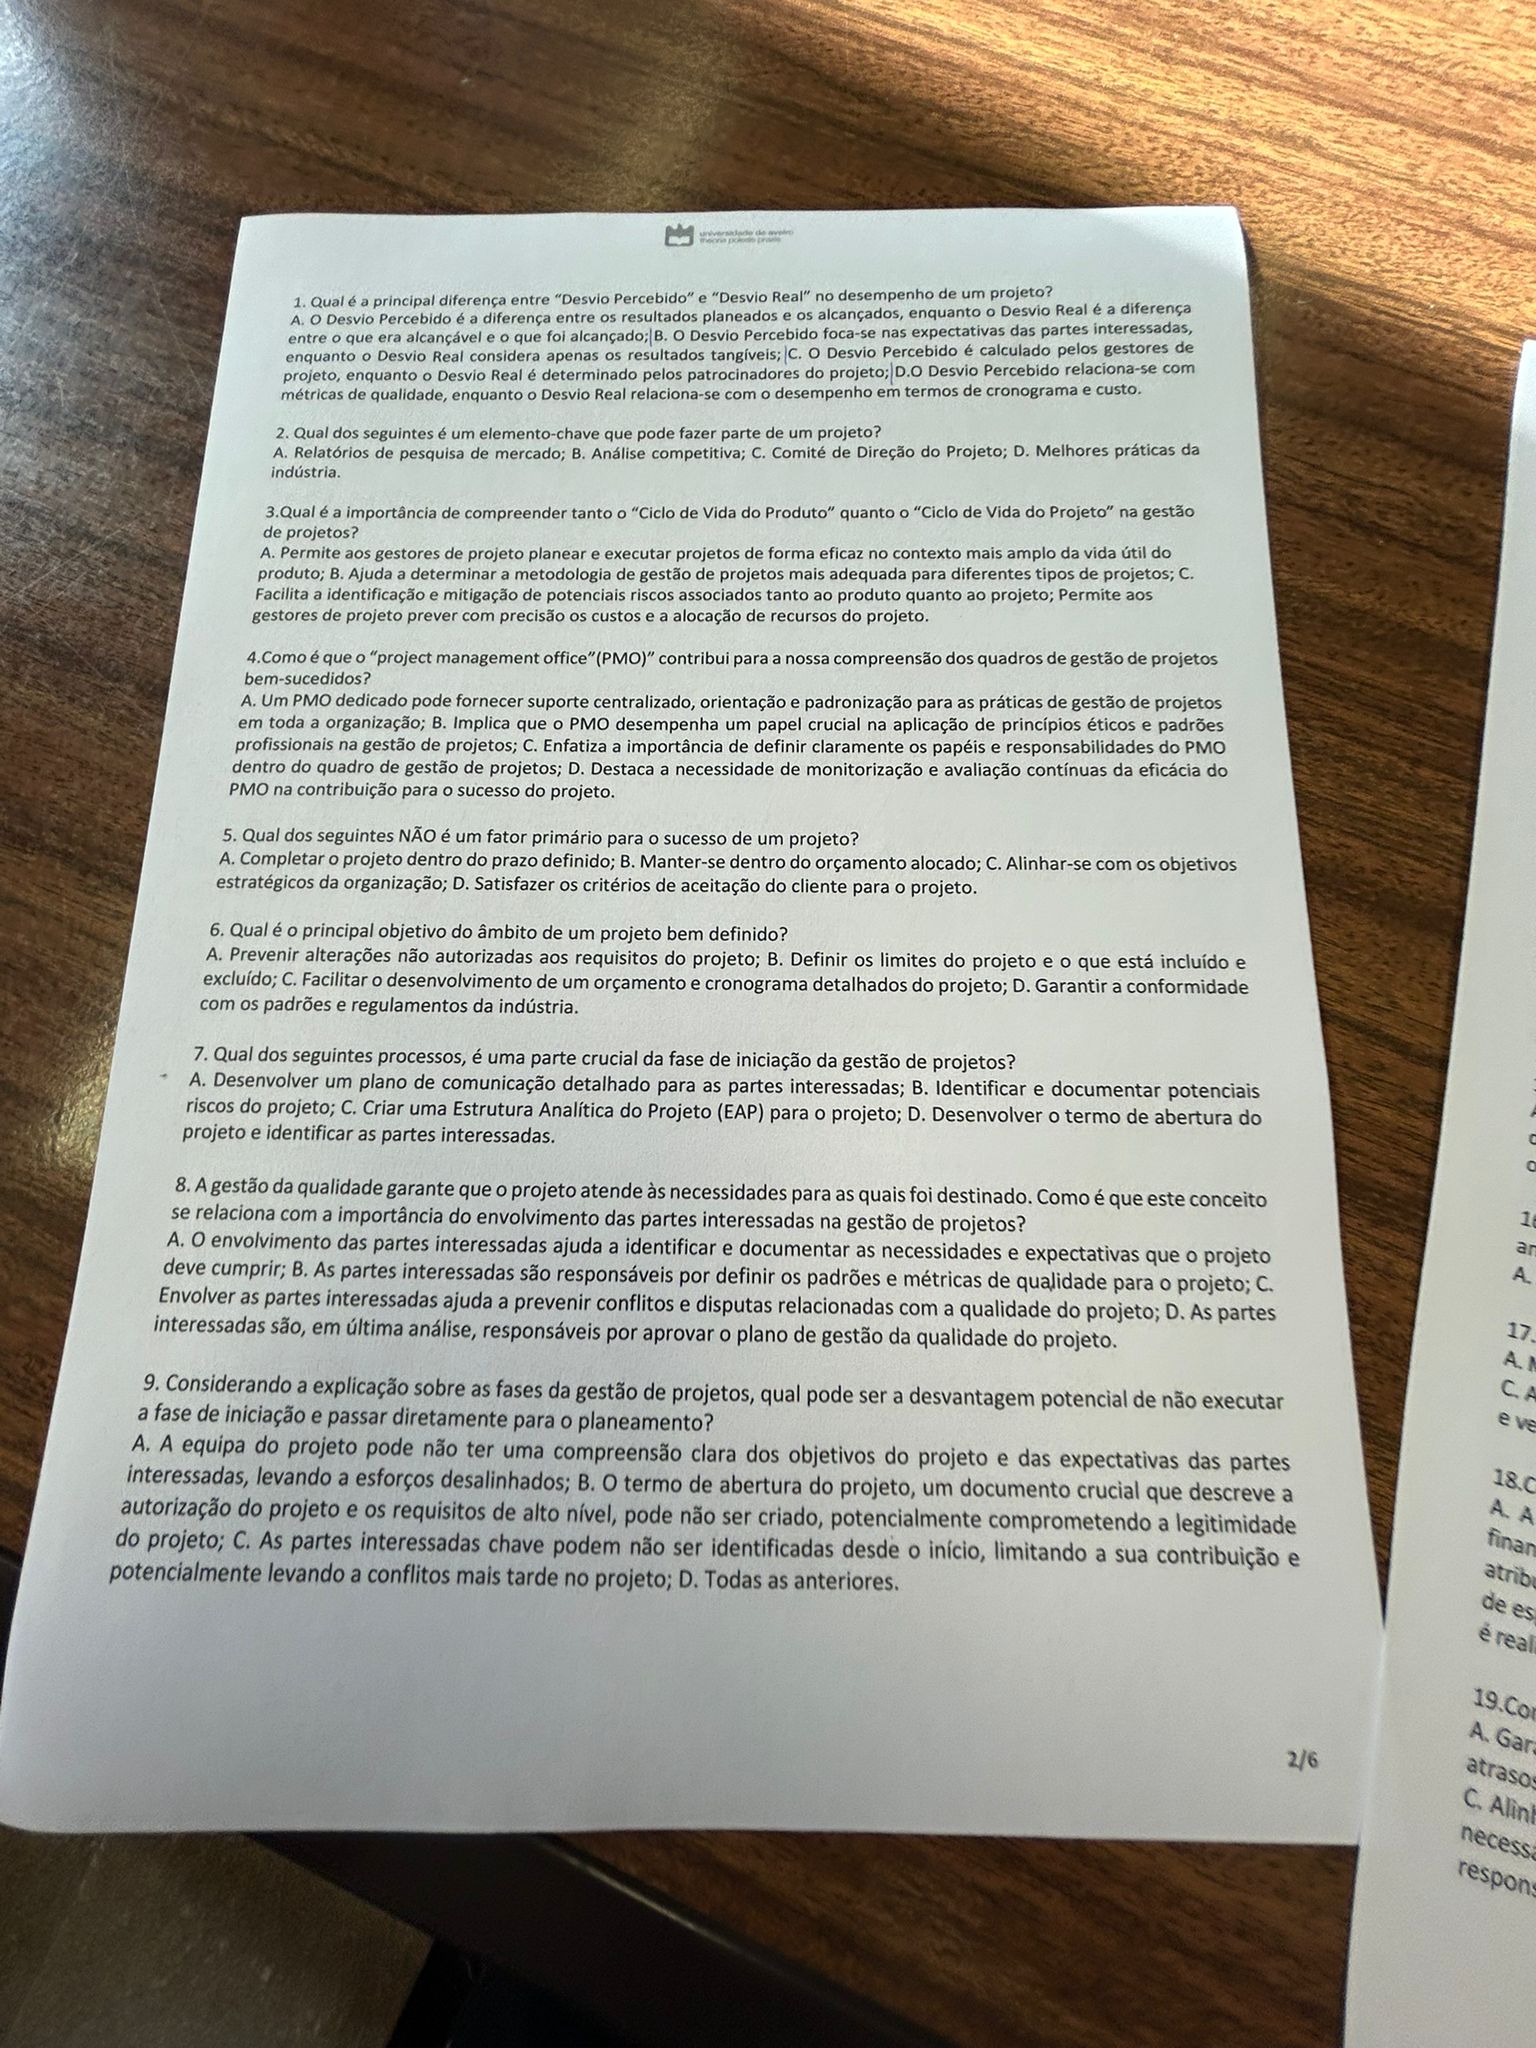 universidade de aveiro
theoria poiesis praxis
1. Qual é a principal diferença entre “Desvio Percebido” e “Desvio Real” no desempenho de um projeto?
A. O Desvio Percebido é a diferença entre os resultados planeados e os alcançados, enquanto o Desvio Real é a diferença
entre o que era alcançável e o que foi alcançado; B. O Desvio Percebido foca-se nas expectativas das partes interessadas,
enquanto o Desvio Real considera apenas os resultados tangíveis; C. O Desvio Percebido é calculado pelos gestores de
projeto, enquanto o Desvio Real é determinado pelos patrocinadores do projeto; D.O Desvio Percebido relaciona-se com
métricas de qualidade, enquanto o Desvio Real relaciona-se com o desempenho em termos de cronograma e custo.
2. Qual dos seguintes é um elemento-chave que pode fazer parte de um projeto?
A. Relatórios de pesquisa de mercado; B. Análise competitiva; C. Comité de Direção do Projeto; D. Melhores práticas da
indústria.
3.Qual é a importância de compreender tanto o “Ciclo de Vida do Produto” quanto o “Ciclo de Vida do Projeto” na gestão
de projetos?
A. Permite aos gestores de projeto planear e executar projetos de forma eficaz no contexto mais amplo da vida útil do
produto; B. Ajuda a determinar a metodologia de gestão de projetos mais adequada para diferentes tipos de projetos; C.
Facilita a identificação e mitigação de potenciais riscos associados tanto ao produto quanto ao projeto; Permite aos
gestores de projeto prever com precisão os custos e a alocação de recursos do projeto.
4.Como é que o “project management office”(PMO)” contribui para a nossa compreensão dos quadros de gestão de projetos
bem-sucedidos?
A. Um PMO dedicado pode fornecer suporte centralizado, orientação e padronização para as práticas de gestão de projetos
em toda a organização; B. Implica que o PMO desempenha um papel crucial na aplicação de princípios éticos e padrões
profissionais na gestão de projetos; C. Enfatiza a importância de definir claramente os papéis e responsabilidades do PMO
dentro do quadro de gestão de projetos; D. Destaca a necessidade de monitorização e avaliação contínuas da eficácia do
PMO na contribuição para o sucesso do projeto.
5. Qual dos seguintes NÃO é um fator primário para o sucesso de um projeto?
A. Completar o projeto dentro do prazo definido; B. Manter-se dentro do orçamento alocado; C. Alinhar-se com os objetivos
estratégicos da organização; D. Satisfazer os critérios de aceitação do cliente para o projeto.
6. Qual é o principal objetivo do âmbito de um projeto bem definido?
A. Prevenir alterações não autorizadas aos requisitos do projeto; B. Definir os limites do projeto e o que está incluído e
excluído; C. Facilitar o desenvolvimento de um orçamento e cronograma detalhados do projeto; D. Garantir a conformidade
com os padrões e regulamentos da indústria.
7. Qual dos seguintes processos, é uma parte crucial da fase de iniciação da gestão de projetos?
A. Desenvolver um plano de comunicação detalhado para as partes interessadas; B. Identificar e documentar potenciais
riscos do projeto; C. Criar uma Estrutura Analítica do Projeto (EAP) para o projeto; D. Desenvolver o termo de abertura do
projeto e identificar as partes interessadas.
8. A gestão da qualidade garante que o projeto atende às necessidades para as quais foi destinado. Como é que este conceito
se relaciona com a importância do envolvimento das partes interessadas na gestão de projetos?
A. O envolvimento das partes interessadas ajuda a identificar e documentar as necessidades e expectativas que o projeto
deve cumprir; B. As partes interessadas são responsáveis por definir os padrões e métricas de qualidade para o projeto; C.
Envolver as partes interessadas ajuda a prevenir conflitos e disputas relacionadas com a qualidade do projeto; D. As partes
interessadas são, em última análise, responsáveis por aprovar o plano de gestão da qualidade do projeto.
9. Considerando a explicação sobre as fases da gestão de projetos, qual pode ser a desvantagem potencial de não executar
a fase de iniciação e passar diretamente para o planeamento?
A. A equipa do projeto pode não ter uma compreensão clara dos objetivos do projeto e das expectativas das partes
interessadas, levando a esforços desalinhados; B. O termo de abertura do projeto, um documento crucial que descreve a
autorização do projeto e os requisitos de alto nível, pode não ser criado, potencialmente comprometendo a legitimidade
do projeto; C. As partes interessadas chave podem não ser identificadas desde o início, limitando a sua contribuição e
potencialmente levando a conflitos mais tarde no projeto; D. Todas as anteriores.
2/6
A.
17.
C. A
e ve
A. A
finan
atribu
de es
é reali
A. Gar
atrasos
necess
respons